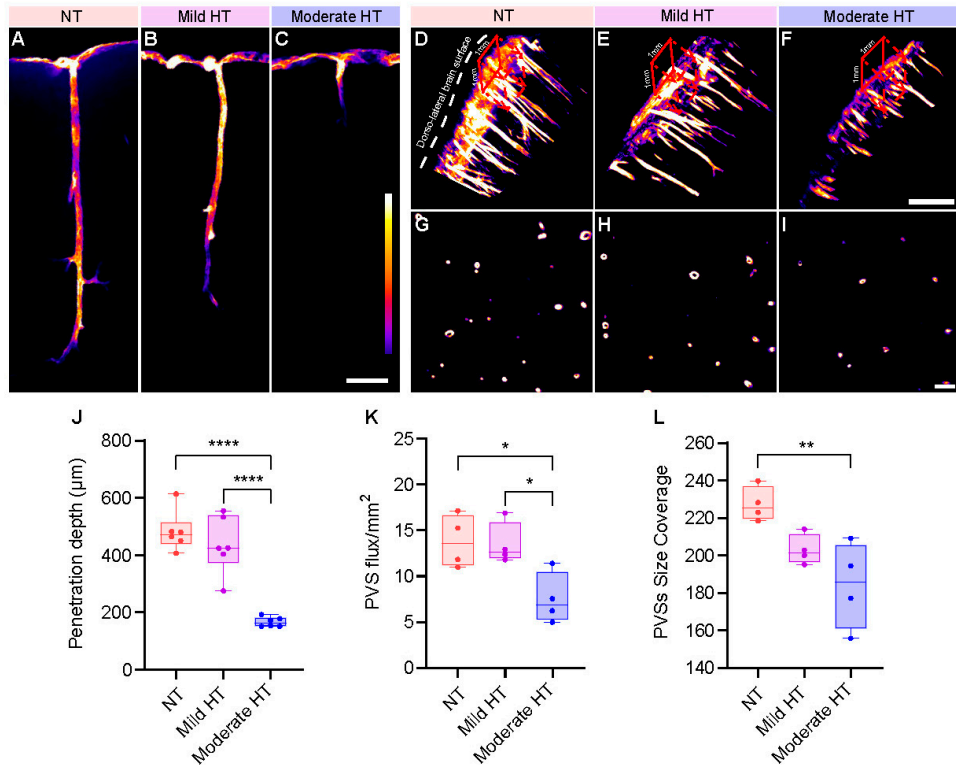 NT Mild HT Moderate HT NT Mild HT Moderate HT
A B C D E F
Dorso-lateral brain surface
1mm 1mm
1mm 1mm
1mm 1mm
G H I
J K L
Penetration depth (µm)
800
600
400
200
0
****
****
NT Mild HT Moderate HT
PVS flux/mm²
25
20
15
10
5
0
*
*
NT Mild HT Moderate HT
PVSs Size Coverage
260
240
220
200
180
160
140
**
NT Mild HT Moderate HT